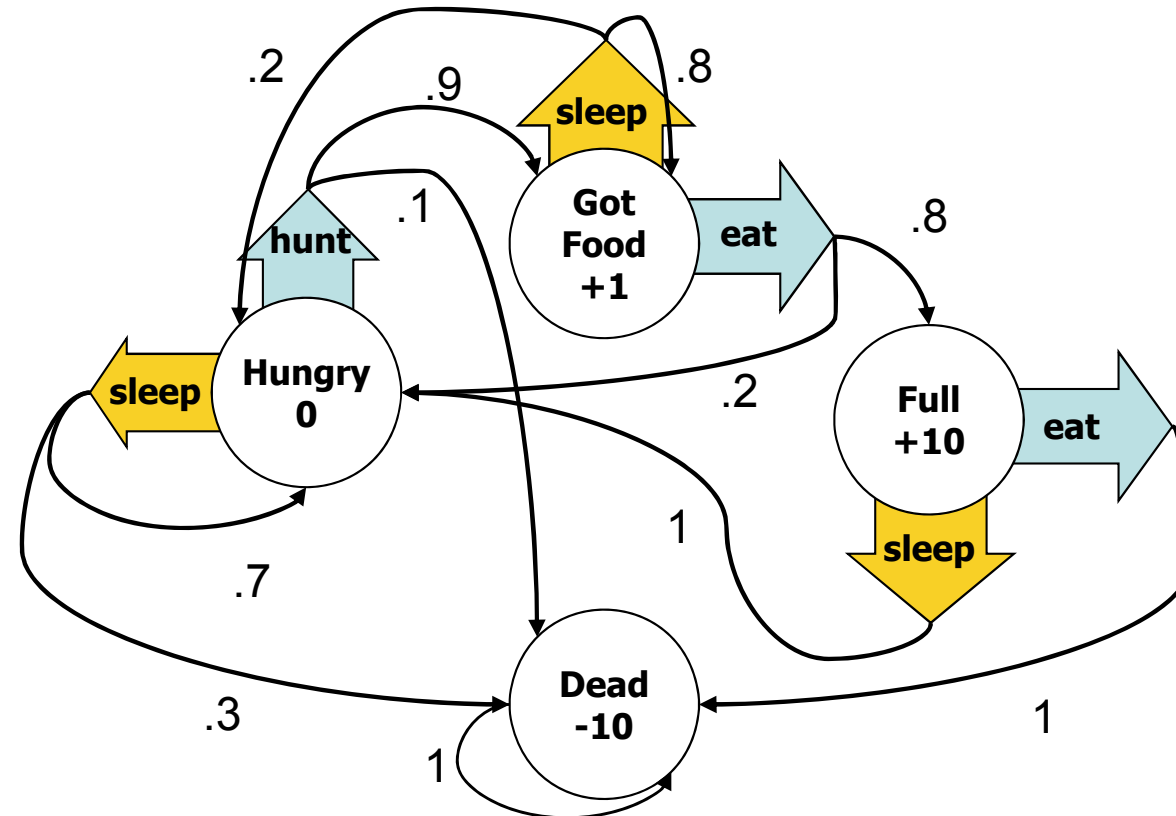 .2
.9
.8
sleep
.1
hunt
Got
Food
+1
eat
.8
sleep
Hungry
0
.2
Full
+10
eat
1
sleep
.7
.3
Dead
-10
1
1